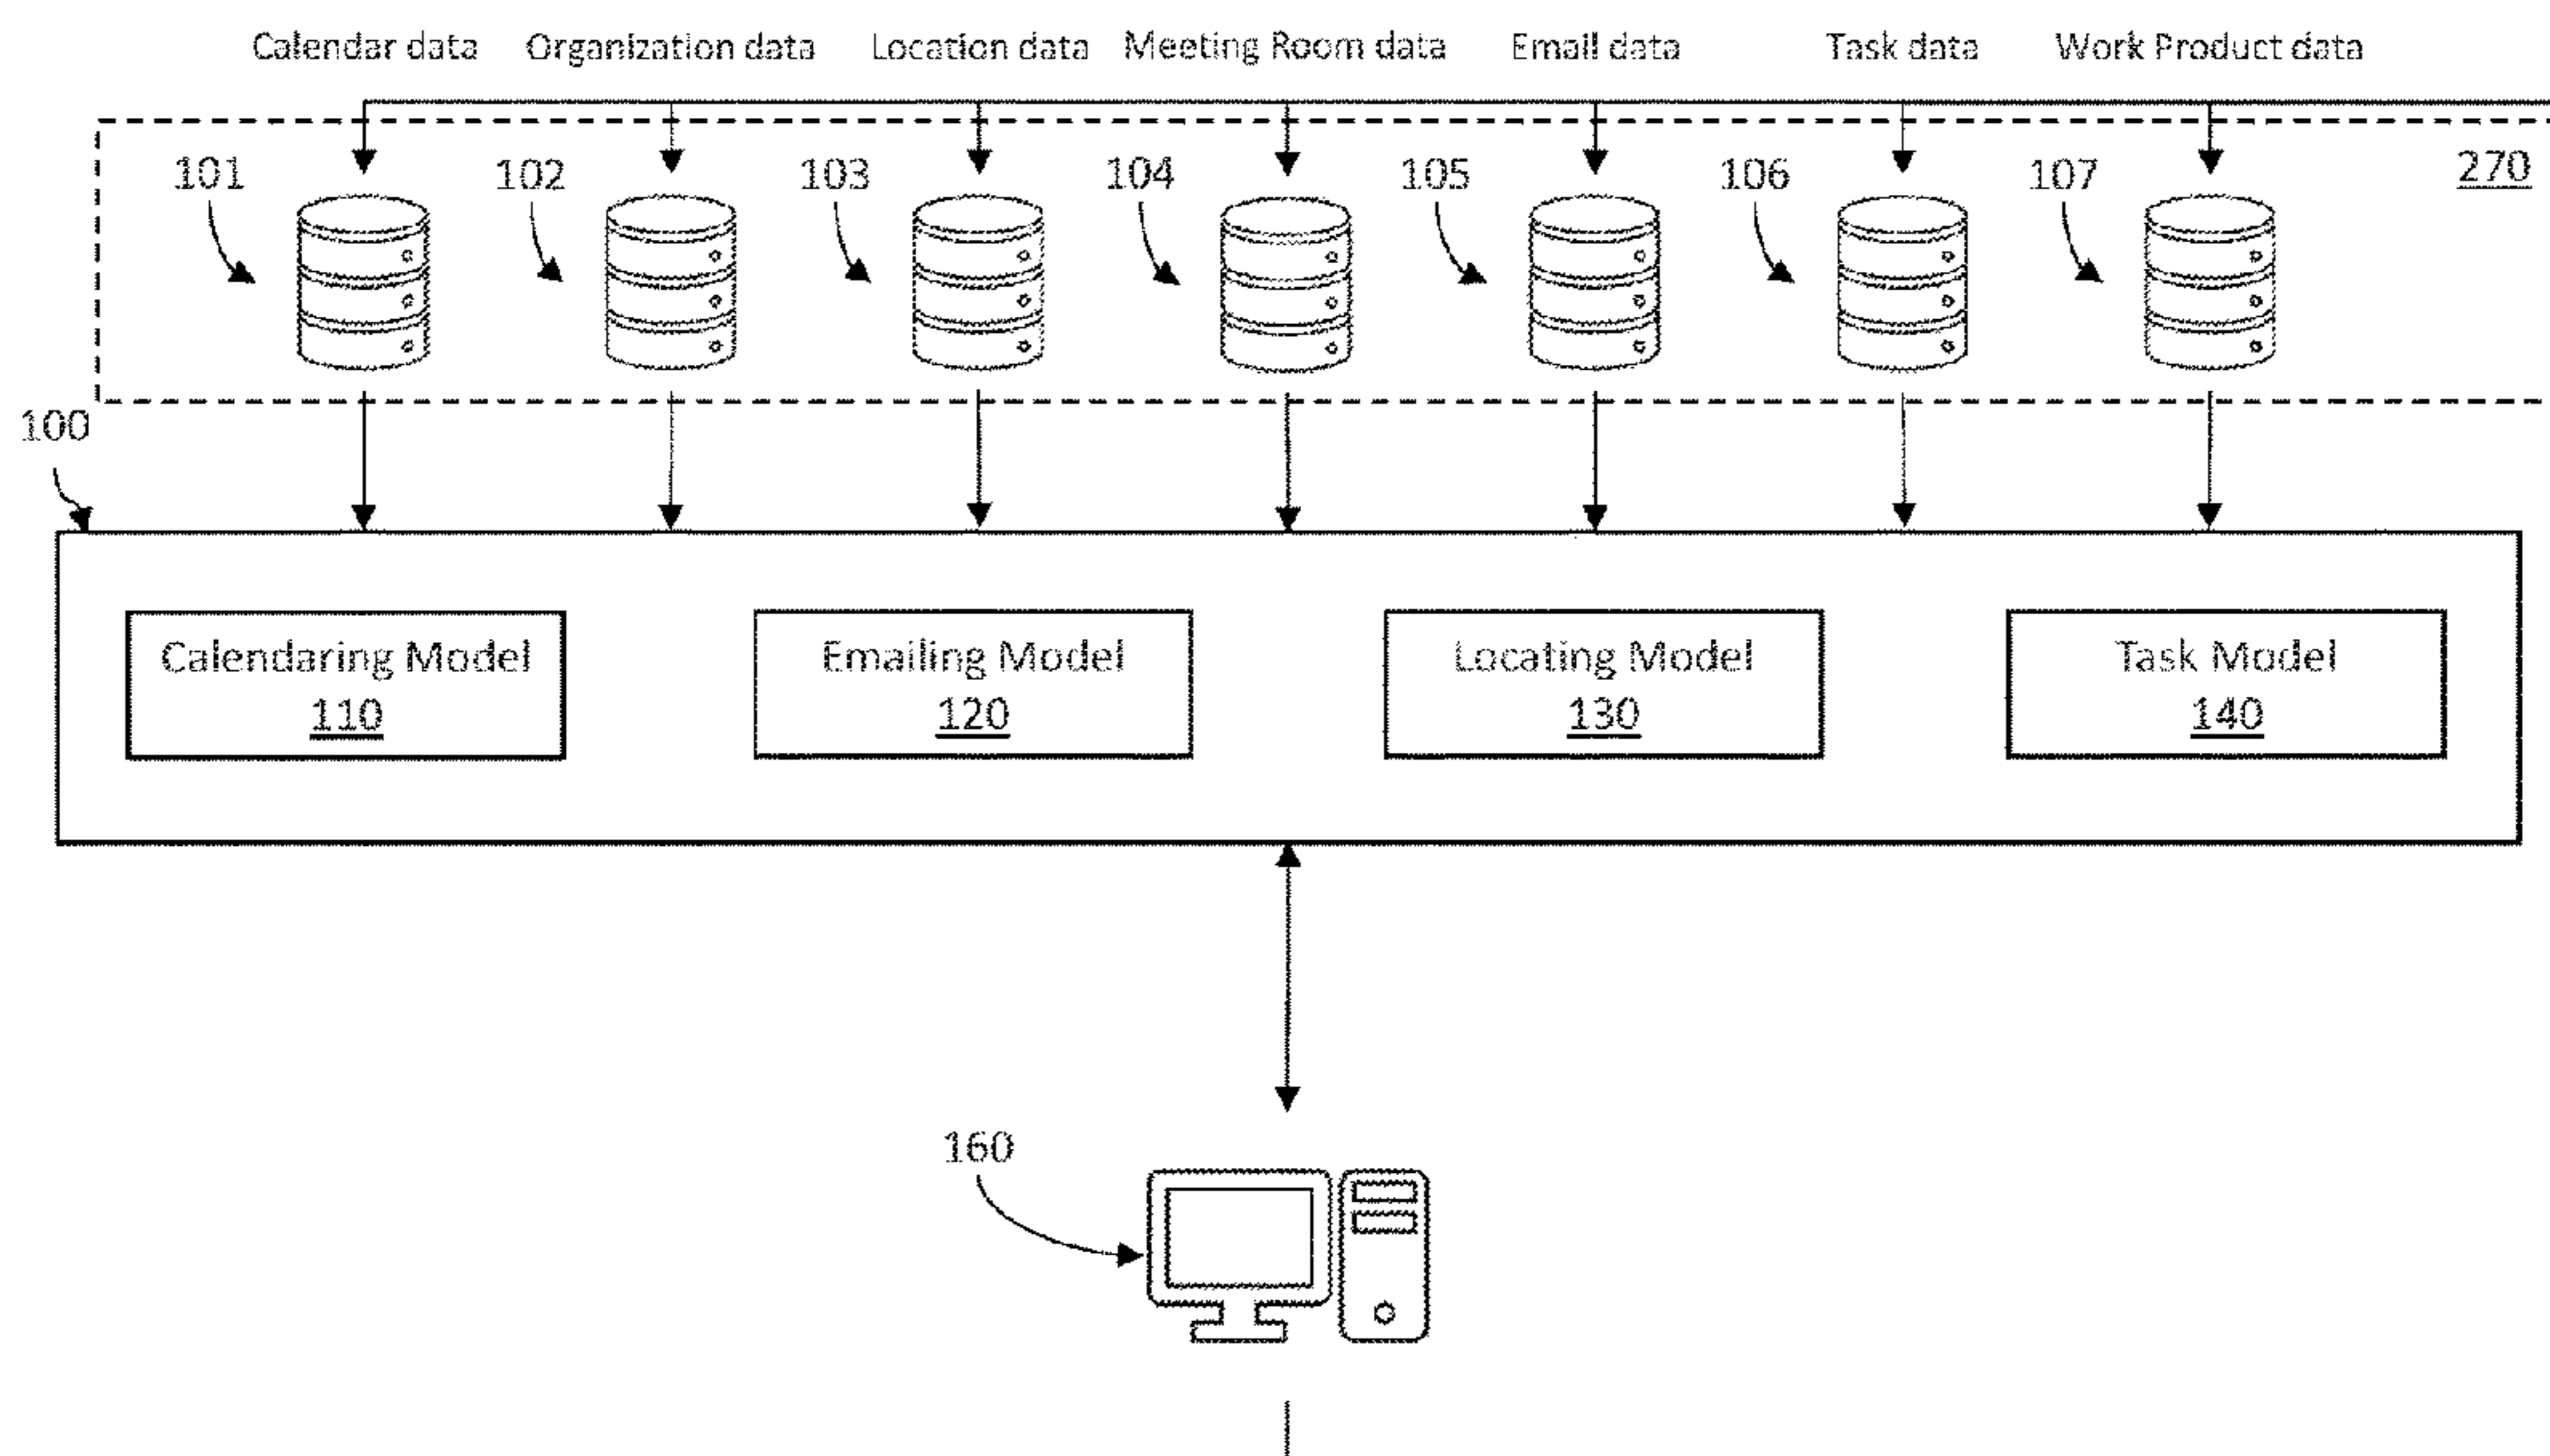 Calendar data Organization data Location data Meeting Room data Email data Task data Work Product data
101 102 103 104 105 106 107 270
100
Calendaring Model Emailing Model Locating Model Task Model
110 120 130 140
160